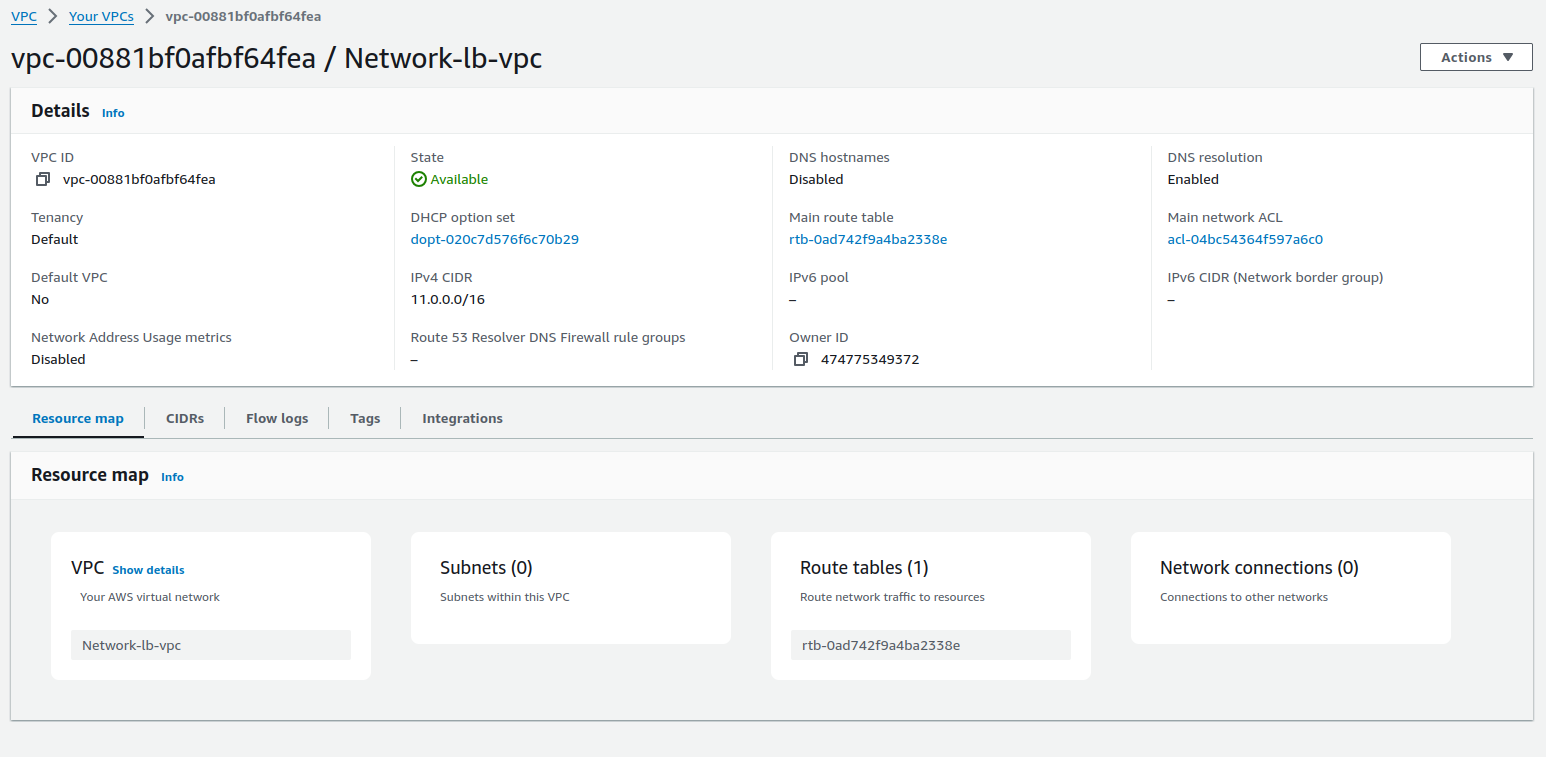 VPC > Your VPCs > vpc-00881bf0afbf64fea
vpc-00881bf0afbf64fea / Network-lb-vpc
Actions ▼
Details Info
VPC ID
vpc-00881bf0afbf64fea
State
Available
DNS hostnames
Disabled
DNS resolution
Enabled
Tenancy
Default
DHCP option set
dopt-020c7d576f6c70b29
Main route table
rtb-0ad742f9a4ba2338e
Main network ACL
acl-04bc54364f597a6c0
Default VPC
No
IPv4 CIDR
11.0.0.0/16
IPv6 pool
–
IPv6 CIDR (Network border group)
–
Network Address Usage metrics
Disabled
Route 53 Resolver DNS Firewall rule groups
–
Owner ID
474775349372
Resource map CIDRs Flow logs Tags Integrations
Resource map Info
VPC Show details
Your AWS virtual network
Network-lb-vpc
Subnets (0)
Subnets within this VPC
Route tables (1)
Route network traffic to resources
rtb-0ad742f9a4ba2338e
Network connections (0)
Connections to other networks